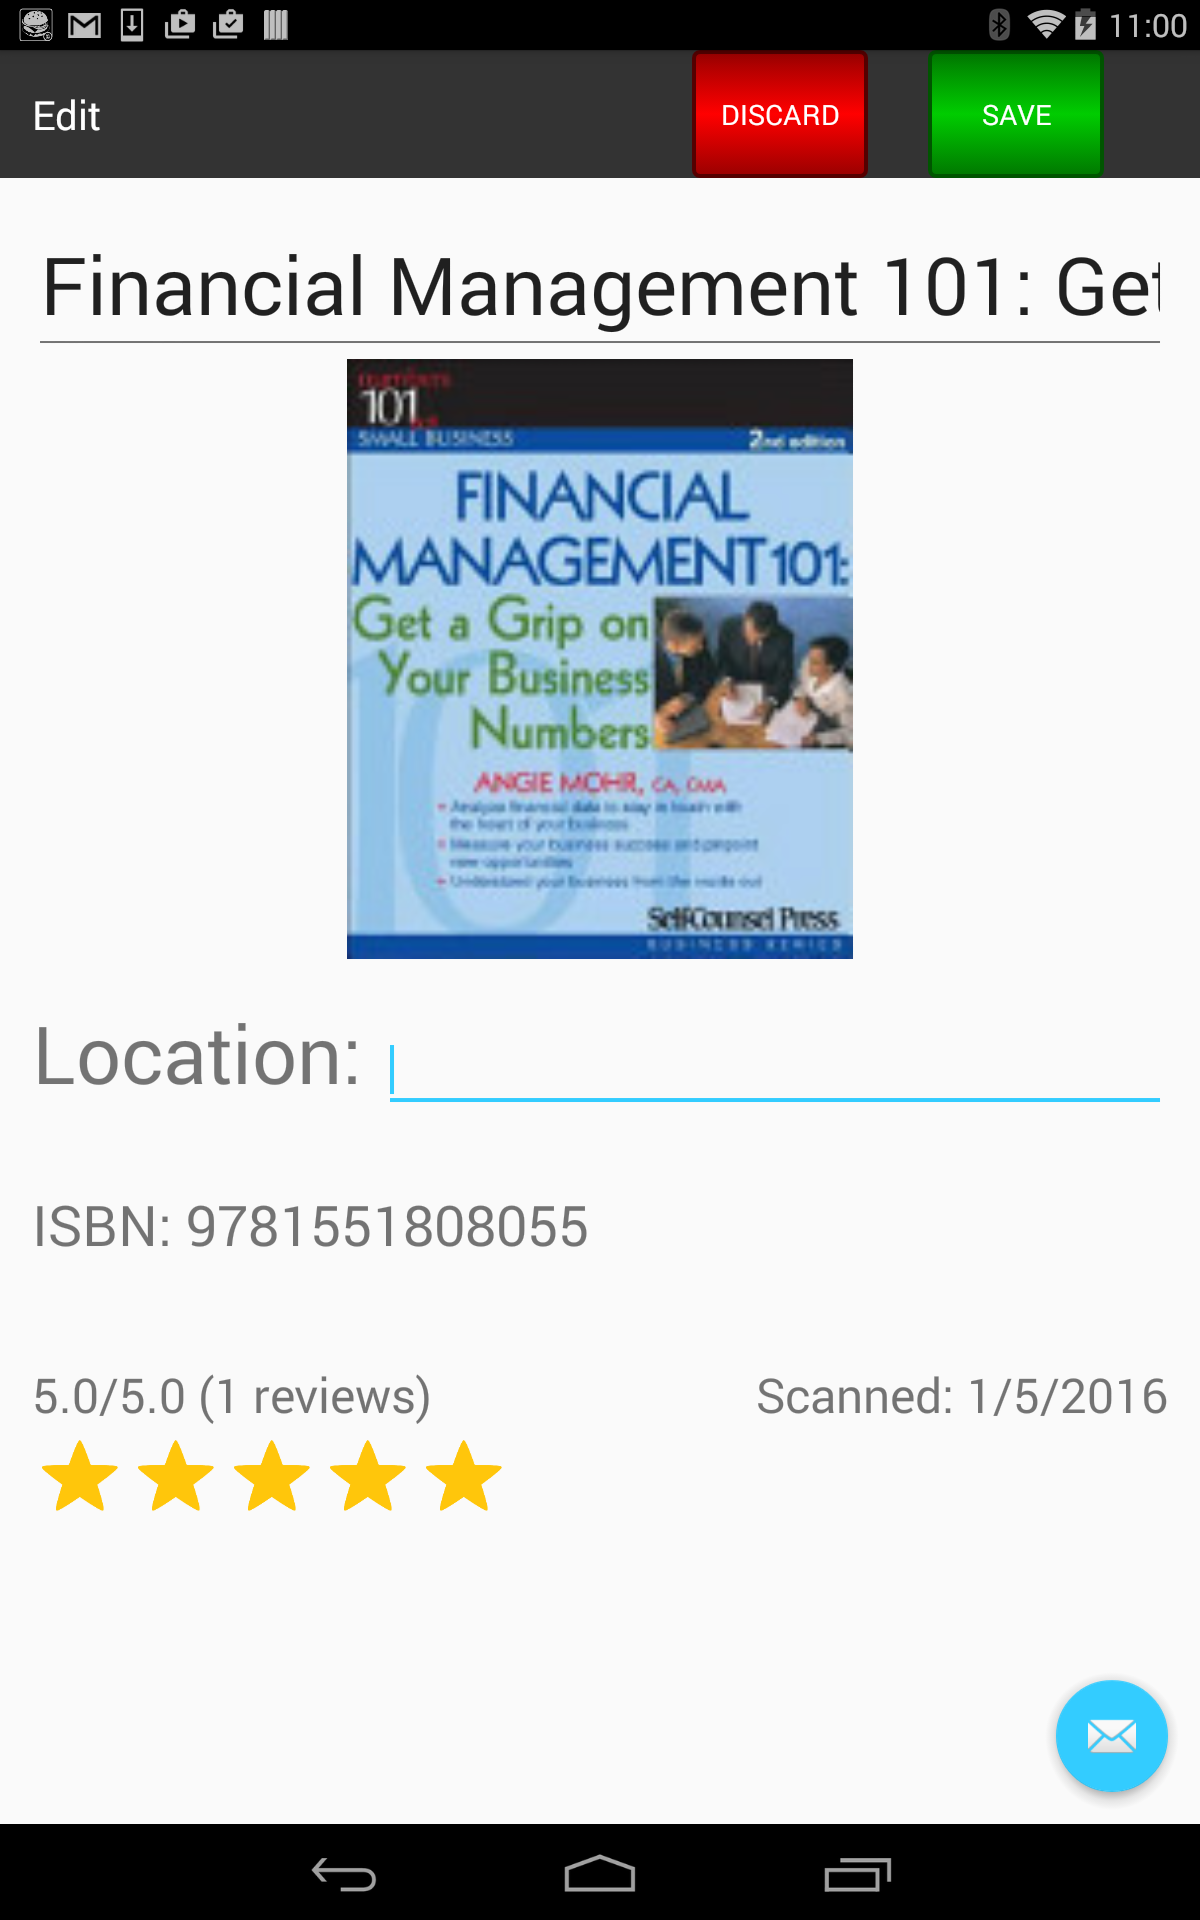 11:00
Edit
DISCARD
SAVE
Financial Management 101: Get
numbers
101
SMALL BUSINESS
2nd edition
FINANCIAL
MANAGEMENT 101:
Get a Grip on
Your Business
Numbers
ANGIE MOHR, CA, CMA
• Analyze financial data to stay in touch with
the heart of your business
• Measure your business success and pinpoint
new opportunities
• Understand your business from the inside out
Self-Counsel Press
BUSINESS SERIES
Location:
ISBN: 9781551808055
5.0/5.0 (1 reviews)
Scanned: 1/5/2016